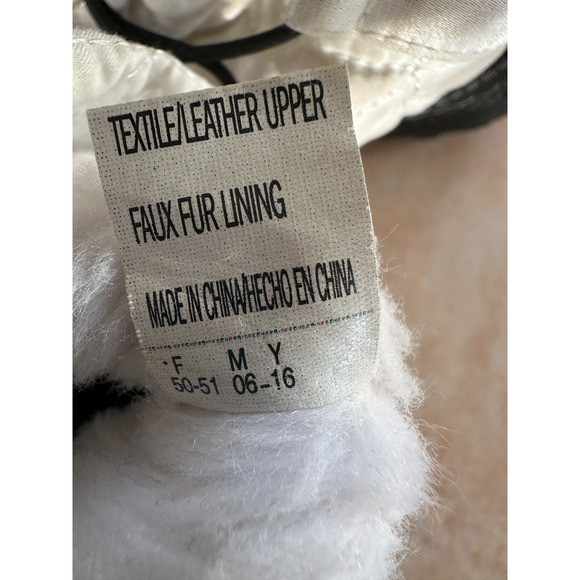 TEXTILE/LEATHER UPPER
FAUX FUR LINING
MADE IN CHINA/HECHO EN CHINA
F M Y
50-51 06-16